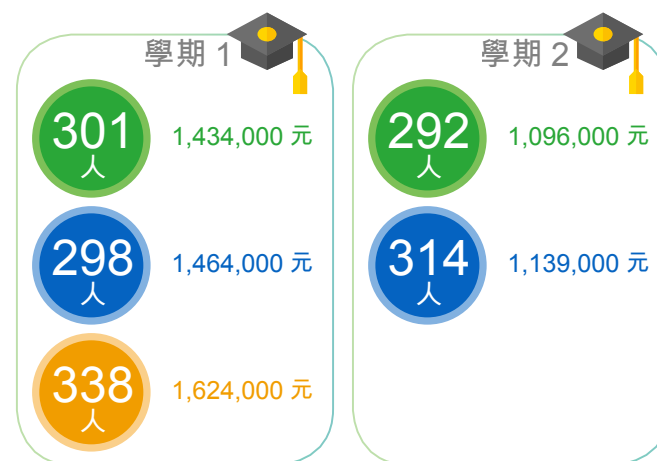 學期 1
301
人
1,434,000 元
298
人
1,464,000 元
338
人
1,624,000 元
學期 2
292
人
1,096,000 元
314
人
1,139,000 元